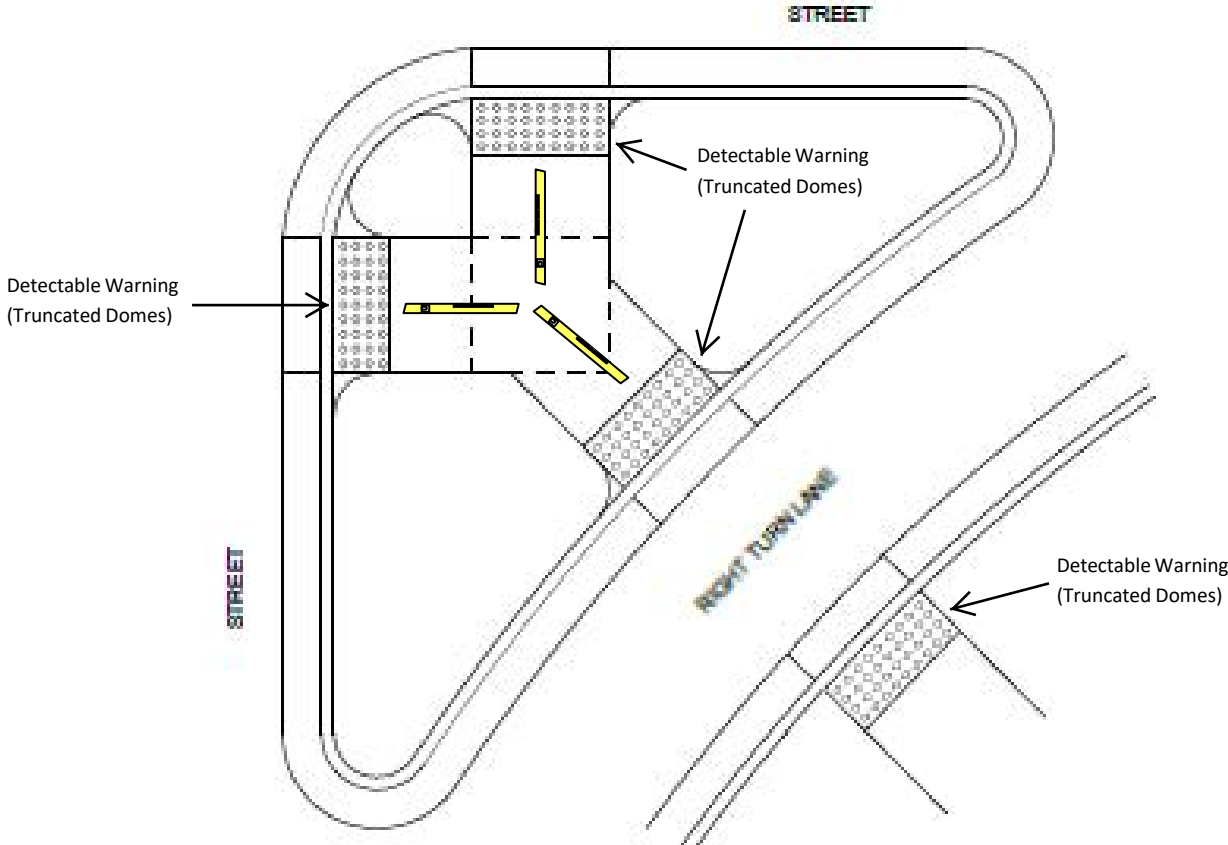 STREET
Detectable Warning
(Truncated Domes)
Detectable Warning
(Truncated Domes)
STREET
RIGHT TURN LANE
Detectable Warning
(Truncated Domes)